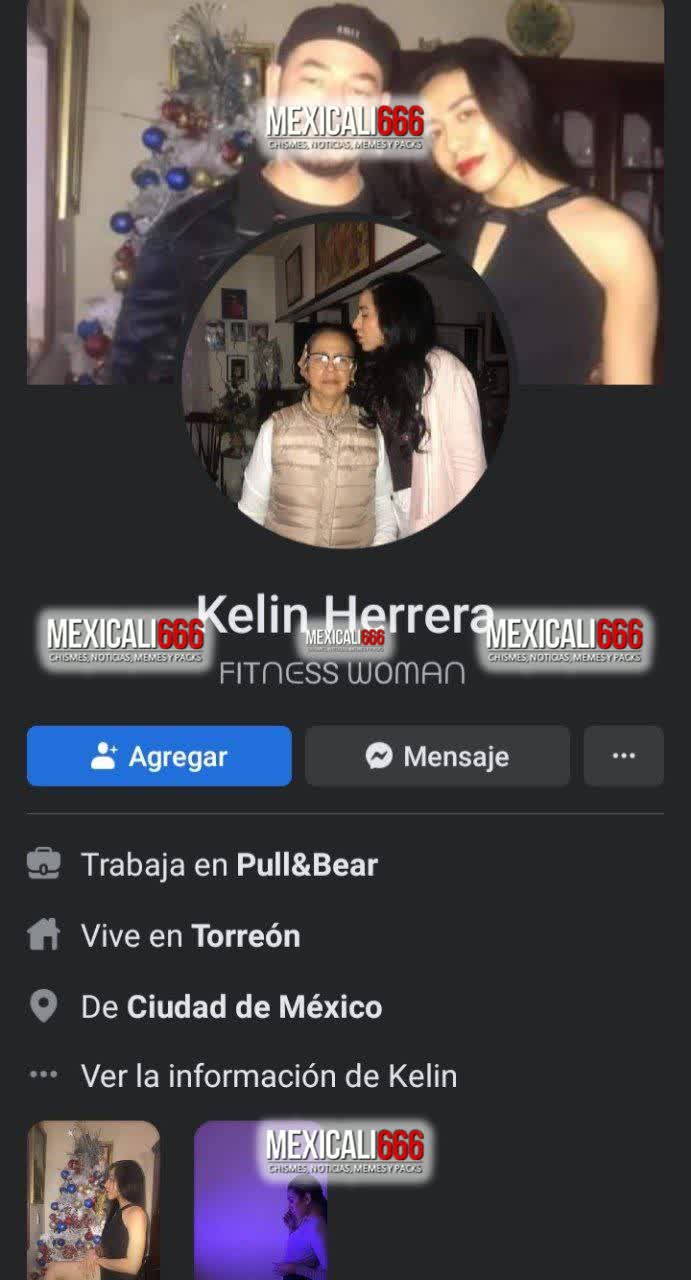 MEXICALI666
CHISMES, NOTICIAS, MEMES Y PACKS
Kelin Herrera
MEXICALI666
CHISMES, NOTICIAS, MEMES Y PACKS
MEXICALI666
MEXICALI666
CHISMES, NOTICIAS, MEMES Y PACKS
FITNESS WOMAN
Agregar
Mensaje
Trabaja en Pull&Bear
Vive en Torreón
De Ciudad de México
Ver la información de Kelin
MEXICALI666
CHISMES, NOTICIAS, MEMES Y PACKS